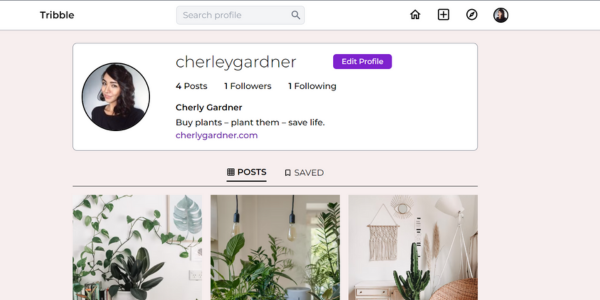 Tribble
Search profile
cherleygardner
Edit Profile
4 Posts 1 Followers 1 Following
Cherly Gardner
Buy plants – plant them – save life.
cherlygardner.com
POSTS
SAVED